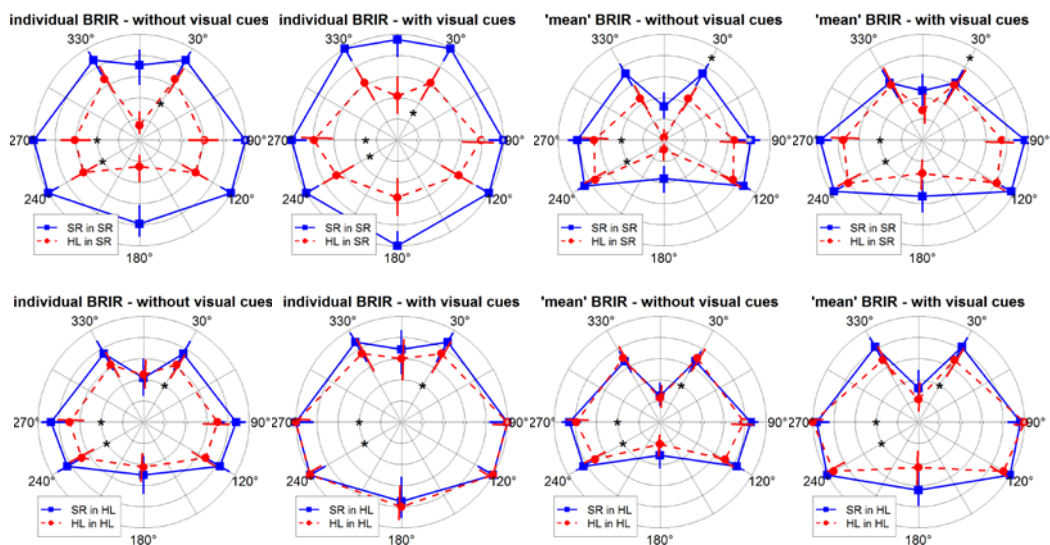 individual BRIR - without visual cues
330° 30°
270° 90°
240 120°
SR in SR
HL in SR
180°
individual BRIR - with visual cues
330° 30°
270° 90°
240 120°
SR in SR
HL in SR
180°
'mean' BRIR - without visual cues
330° 30°
270° 90°
240 120°
SR in SR
HL in SR
180°
'mean' BRIR - with visual cues
330° 30°
270° 90°
240 120°
SR in SR
HL in SR
180°
individual BRIR - without visual cues
330° 30°
270° 90°
240 120°
SR in HL
HL in HL
180°
individual BRIR - with visual cues
330° 30°
270° 90°
240 120°
SR in HL
HL in HL
180°
'mean' BRIR - without visual cues
330° 30°
270° 90°
240 120°
SR in HL
HL in HL
180°
'mean' BRIR - with visual cues
330° 30°
270° 90°
240 120°
SR in HL
HL in HL
180°